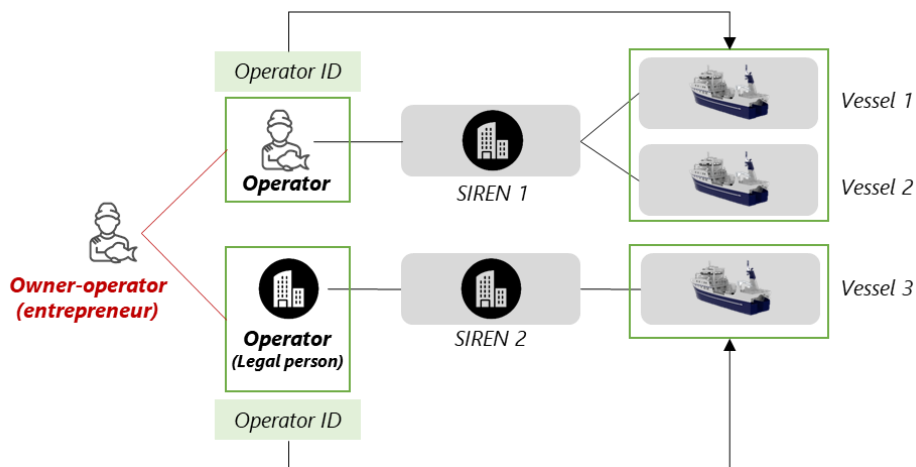 Operator ID
Operator
SIREN 1
Vessel 1
Vessel 2
Owner-operator
(entrepreneur)
Operator
(Legal person)
SIREN 2
Vessel 3
Operator ID